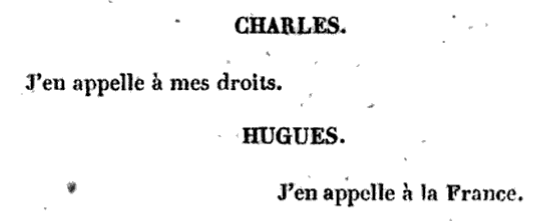 CHARLES.
J'en appelle à mes droits.
HUGUES.
J'en appelle à la France.